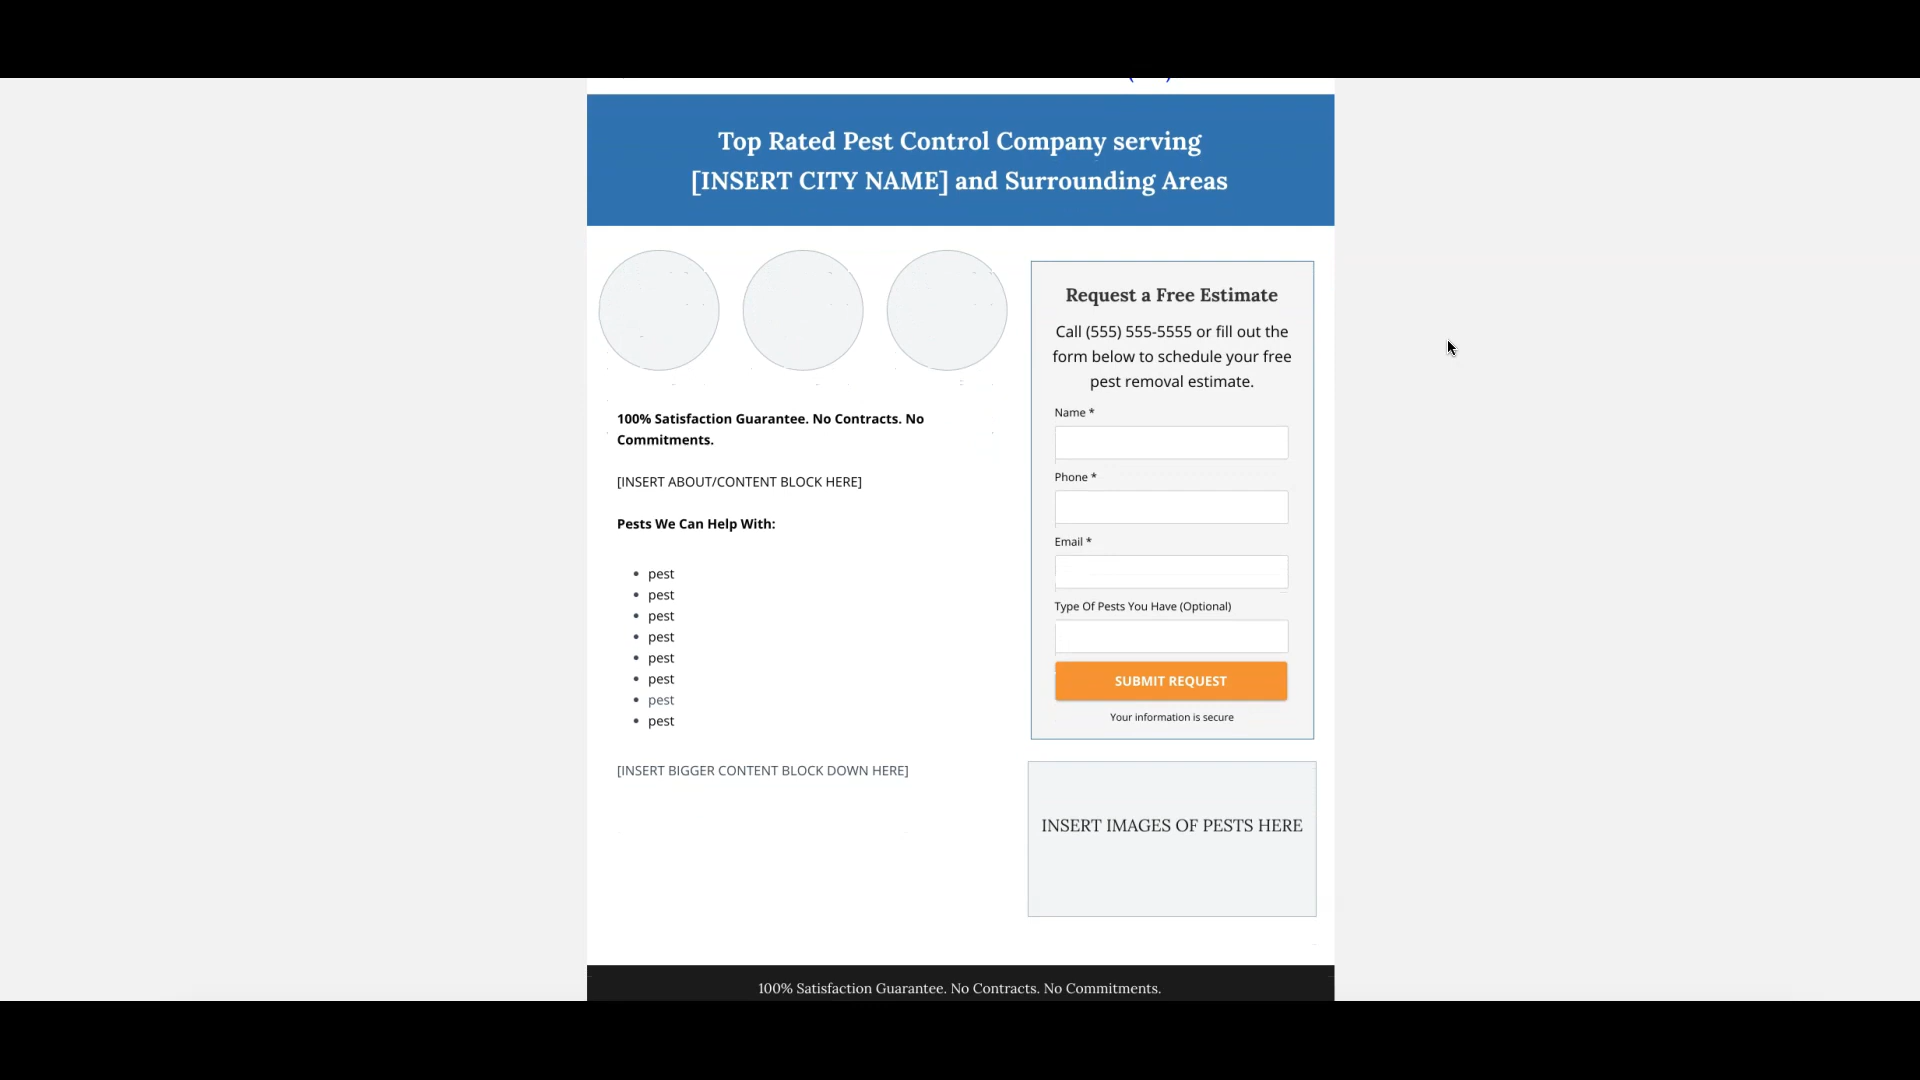 Top Rated Pest Control Company serving
[INSERT CITY NAME] and Surrounding Areas
100% Satisfaction Guarantee. No Contracts. No
Commitments.
[INSERT ABOUT/CONTENT BLOCK HERE]
Pests We Can Help With:
• pest
• pest
• pest
• pest
• pest
• pest
• pest
• pest
[INSERT BIGGER CONTENT BLOCK DOWN HERE]
Request a Free Estimate
Call (555) 555-5555 or fill out the
form below to schedule your free
pest removal estimate.
Name *
Phone *
Email *
Type Of Pests You Have (Optional)
SUBMIT REQUEST
Your information is secure
INSERT IMAGES OF PESTS HERE
100% Satisfaction Guarantee. No Contracts. No Commitments.